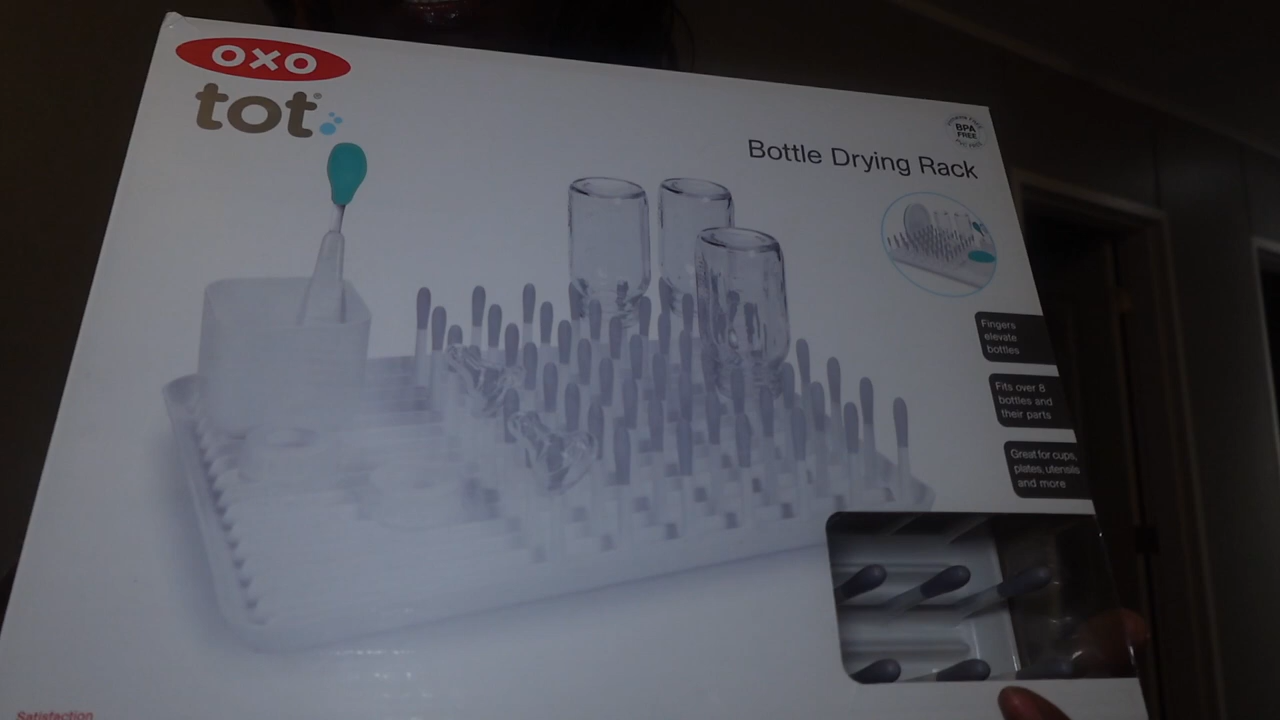 OXO
tot
Bottle Drying Rack
BPA
FREE
Fingers
elevate
bottles
Fits over 8
bottles and
their parts
Great for cups,
plates, utensils
and more
Satisfaction